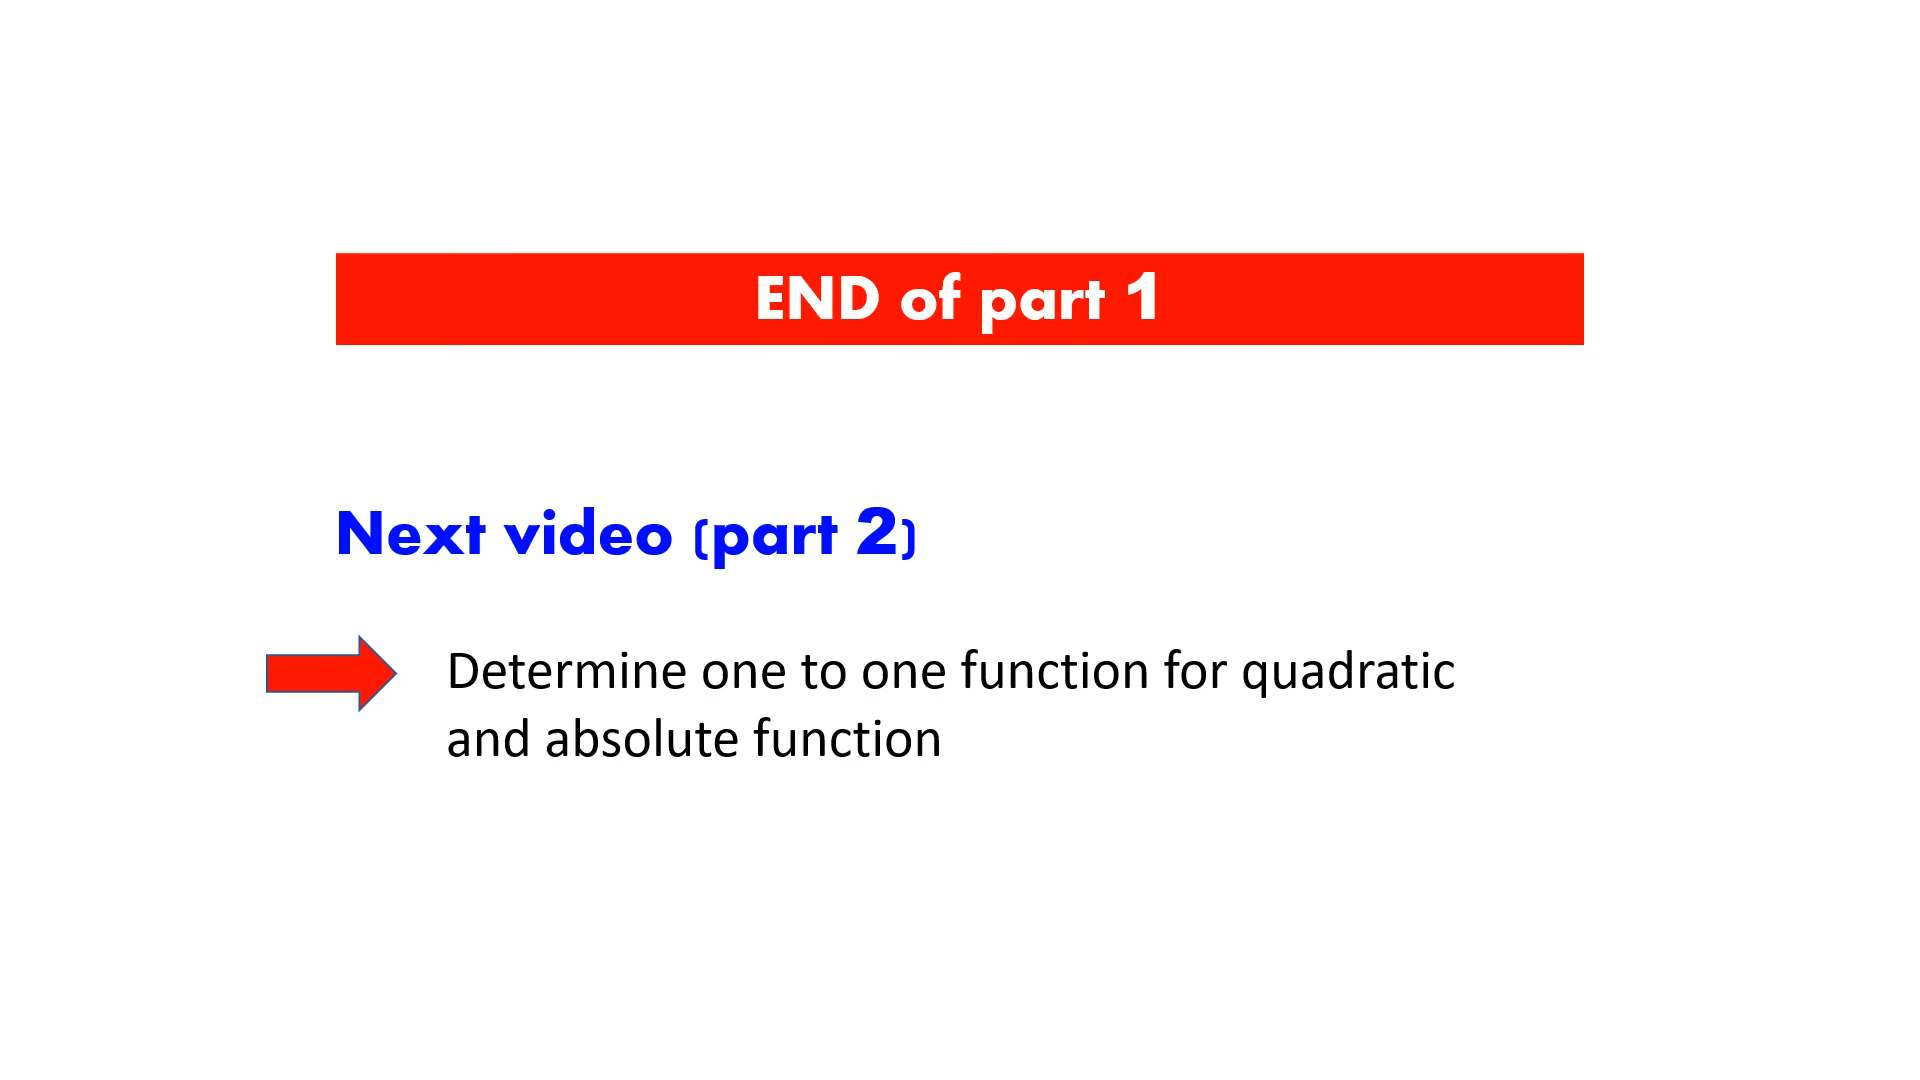 END of part 1
Next video (part 2)
Determine one to one function for quadratic
and absolute function